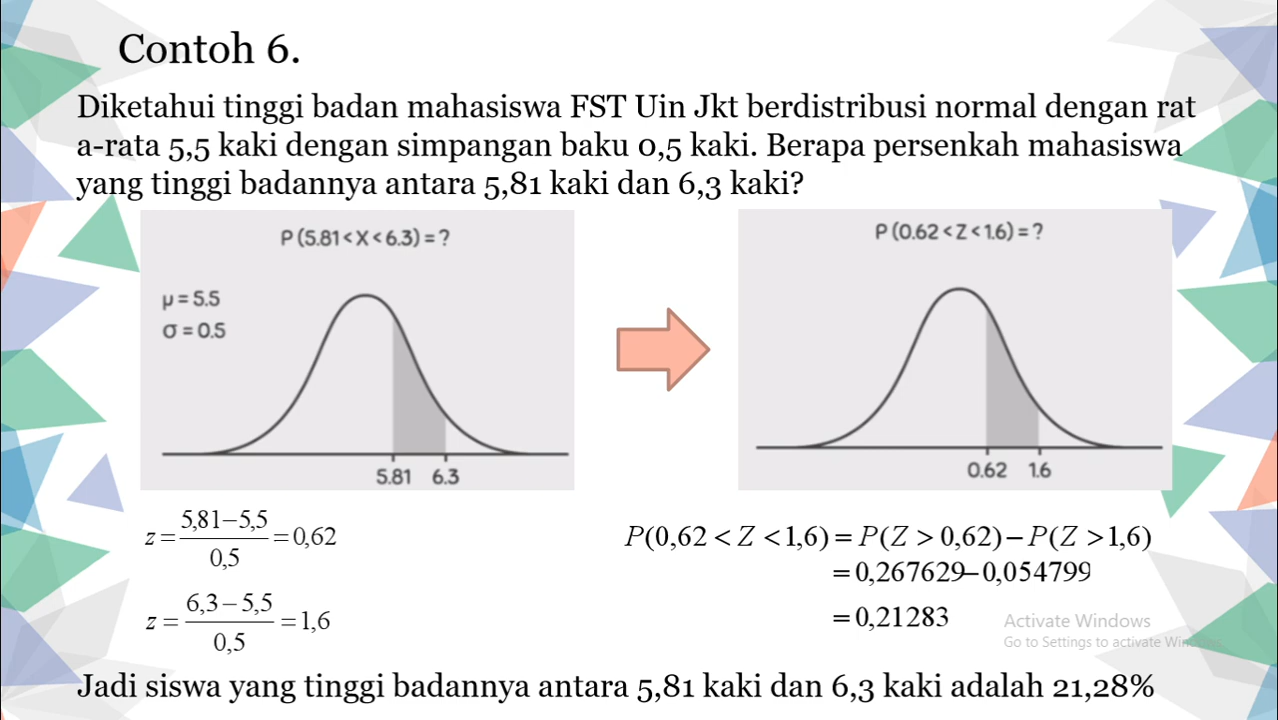 Contoh 6.
Diketahui tinggi badan mahasiswa FST Uin Jkt berdistribusi normal dengan rat
a-rata 5,5 kaki dengan simpangan baku 0,5 kaki. Berapa persenkah mahasiswa
yang tinggi badannya antara 5,81 kaki dan 6,3 kaki?
P (5.81 < X < 6.3) = ?
μ = 5.5
σ = 0.5
5.81 6.3
P (0.62 < Z < 1.6) = ?
0.62 1.6
z = (5,81−5,5)/0,5 = 0,62
z = (6,3−5,5)/0,5 = 1,6
P(0,62 < Z < 1,6) = P(Z > 0,62) − P(Z > 1,6)
= 0,267629−0,054799
= 0,21283
Activate Windows
Go to Settings to activate Windows.
Jadi siswa yang tinggi badannya antara 5,81 kaki dan 6,3 kaki adalah 21,28%